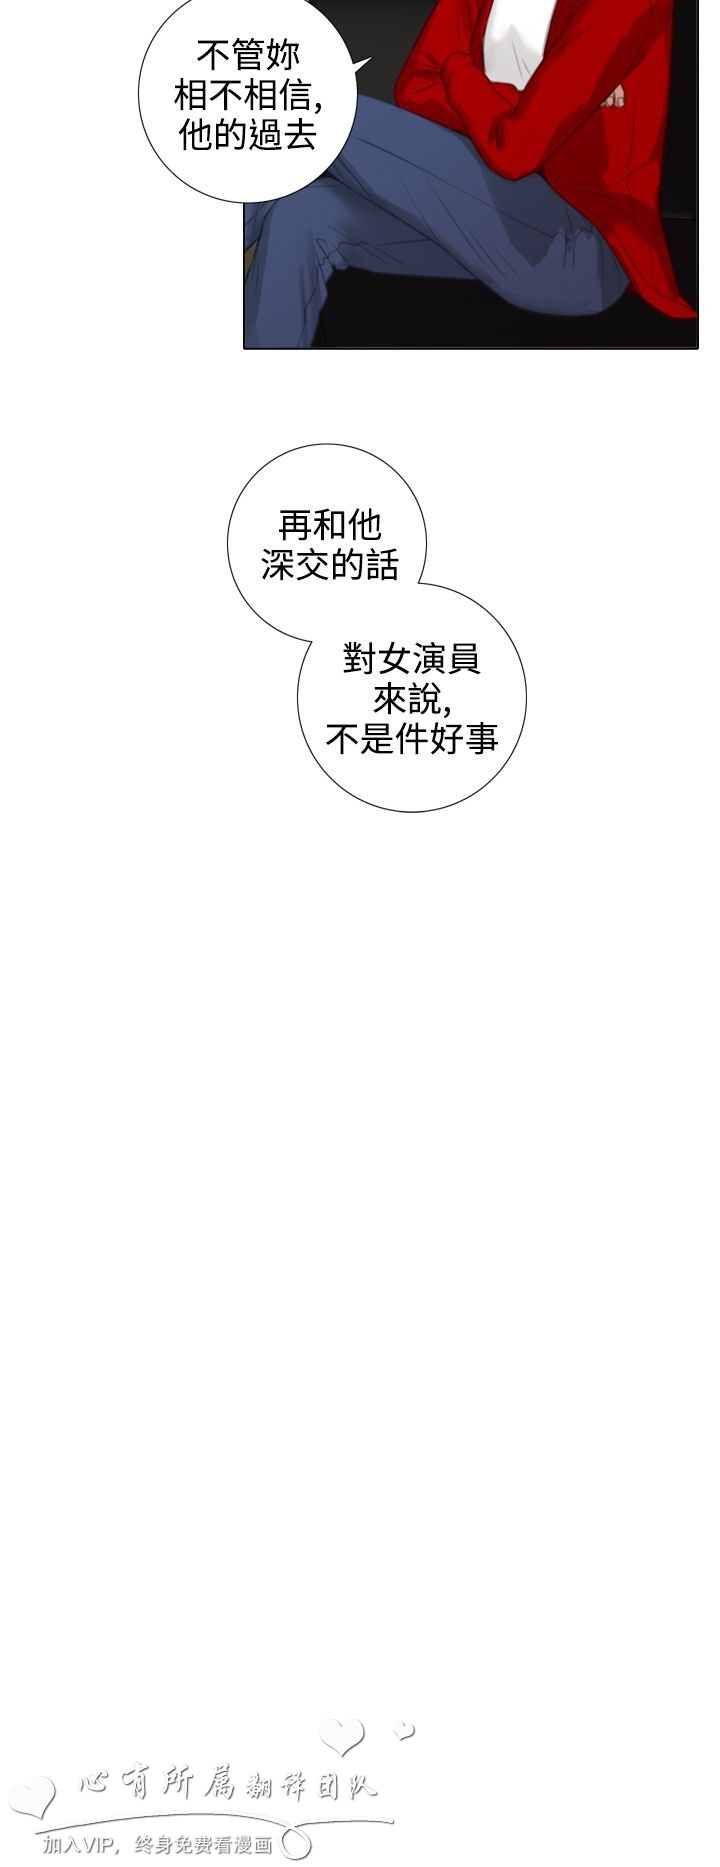 不管妳
相不相信,
他的過去
再和他
深交的話
對女演員
來說,
不是件好事
心有所属翻译团队
加入VIP，终身免费看漫画